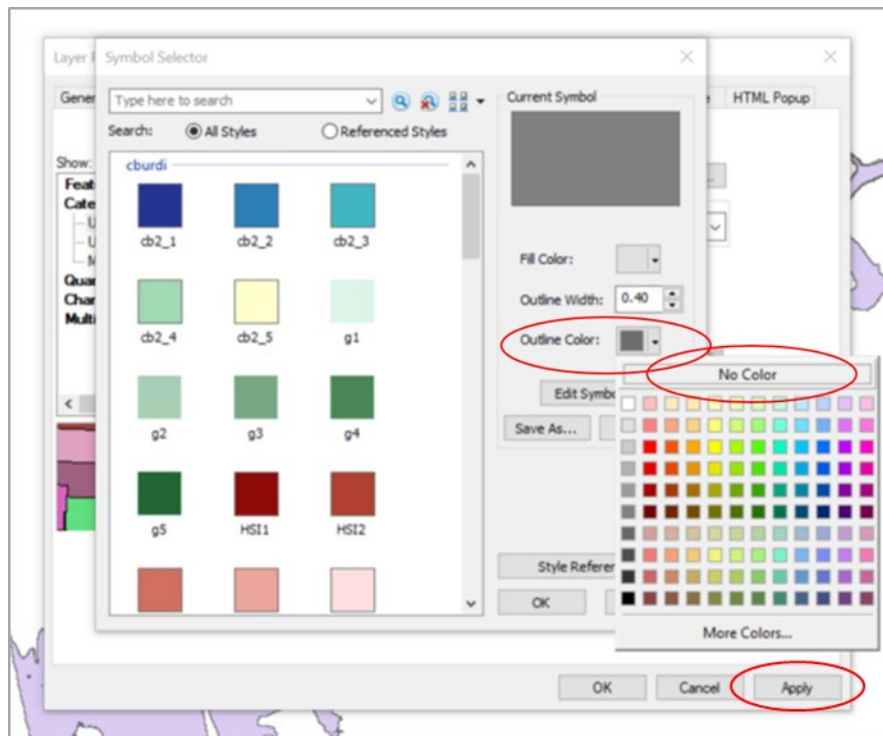 Layer P
Symbol Selector
Gener
HTML Popup
Type here to search
Current Symbol
Search: All Styles Referenced Styles
Show:
Feat
Cate
U
U
M
Quan
Char
Multi
cburdi
cb2_1 cb2_2 cb2_3
cb2_4 cb2_5 g1
g2 g3 g4
g5 HSI1 HSI2
Fill Color:
Outline Width: 0.40
Outline Color:
No Color
Edit Symbo
Save As...
Style Referen
OK
More Colors...
OK Cancel Apply